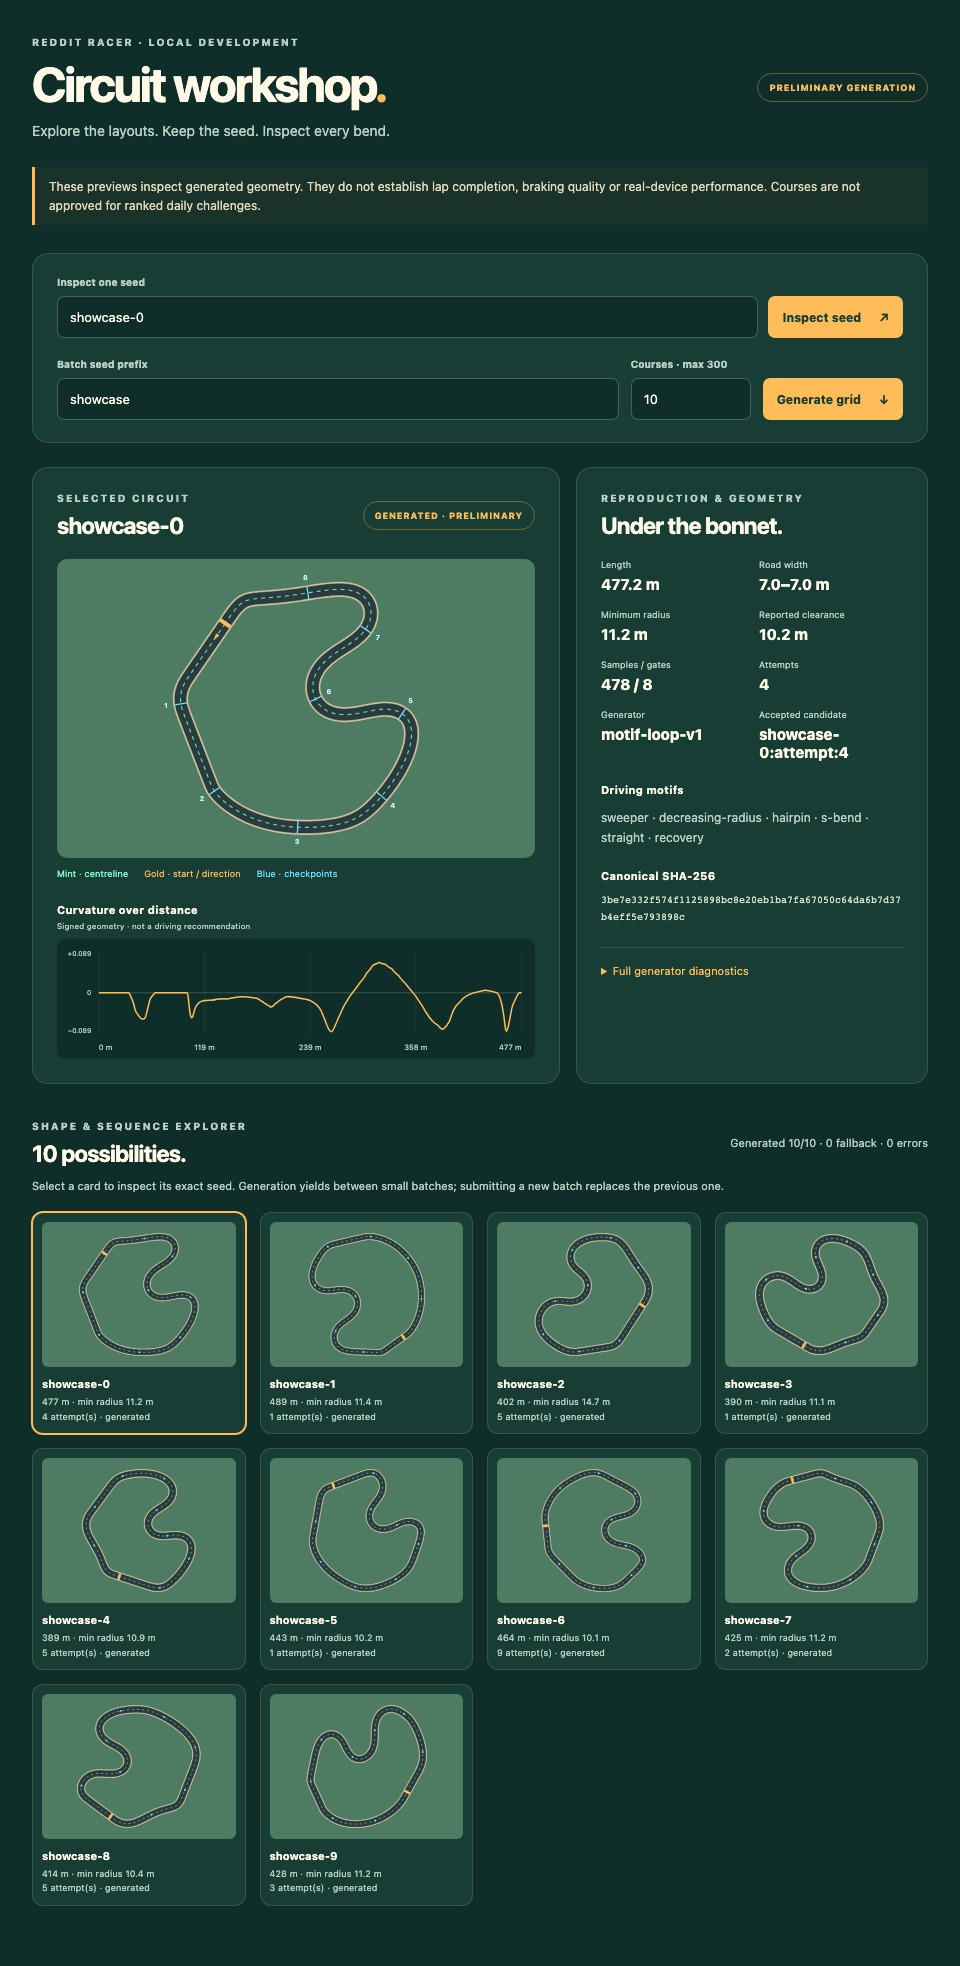 REDDIT RACER · LOCAL DEVELOPMENT
Circuit workshop.
PRELIMINARY GENERATION
Explore the layouts. Keep the seed. Inspect every bend.
These previews inspect generated geometry. They do not establish lap completion, braking quality or real-device performance. Courses are not
approved for ranked daily challenges.
Inspect one seed
showcase-0
Inspect seed ↗
Batch seed prefix
Courses · max 300
showcase
10
Generate grid ↓
SELECTED CIRCUIT
showcase-0
GENERATED · PRELIMINARY
8
7
6
5
1
2
4
3
Mint · centreline
Gold · start / direction
Blue · checkpoints
Curvature over distance
Signed geometry · not a driving recommendation
+0.089
0
−0.089
0 m
119 m
239 m
358 m
477 m
REPRODUCTION & GEOMETRY
Under the bonnet.
Length
Road width
477.2 m
7.0–7.0 m
Minimum radius
Reported clearance
11.2 m
10.2 m
Samples / gates
Attempts
478 / 8
4
Generator
Accepted candidate
motif-loop-v1
showcase-
0:attempt:4
Driving motifs
sweeper · decreasing-radius · hairpin · s-bend ·
straight · recovery
Canonical SHA-256
3be7e332f574f1125898bc8e20eb1ba7fa67050c64da6b7d37
b4eff5e793898c
▶ Full generator diagnostics
SHAPE & SEQUENCE EXPLORER
10 possibilities.
Generated 10/10 · 0 fallback · 0 errors
Select a card to inspect its exact seed. Generation yields between small batches; submitting a new batch replaces the previous one.
showcase-0
477 m · min radius 11.2 m
4 attempt(s) · generated
showcase-1
489 m · min radius 11.4 m
1 attempt(s) · generated
showcase-2
402 m · min radius 14.7 m
5 attempt(s) · generated
showcase-3
390 m · min radius 11.1 m
1 attempt(s) · generated
showcase-4
389 m · min radius 10.9 m
5 attempt(s) · generated
showcase-5
443 m · min radius 10.2 m
1 attempt(s) · generated
showcase-6
464 m · min radius 10.1 m
9 attempt(s) · generated
showcase-7
425 m · min radius 11.2 m
2 attempt(s) · generated
showcase-8
414 m · min radius 10.4 m
5 attempt(s) · generated
showcase-9
428 m · min radius 11.2 m
3 attempt(s) · generated